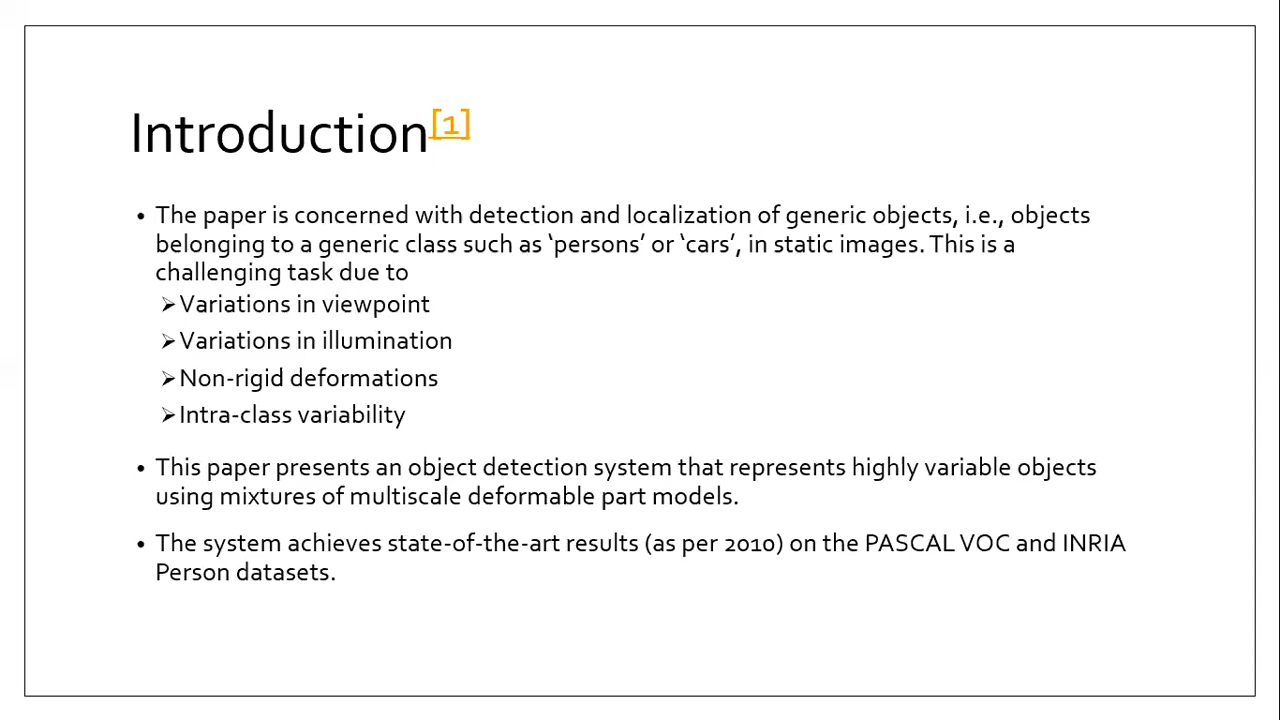 Introduction[1]
• The paper is concerned with detection and localization of generic objects, i.e., objects
belonging to a generic class such as ‘persons’ or ‘cars’, in static images. This is a
challenging task due to
➢Variations in viewpoint
➢Variations in illumination
➢Non-rigid deformations
➢Intra-class variability
• This paper presents an object detection system that represents highly variable objects
using mixtures of multiscale deformable part models.
• The system achieves state-of-the-art results (as per 2010) on the PASCAL VOC and INRIA
Person datasets.